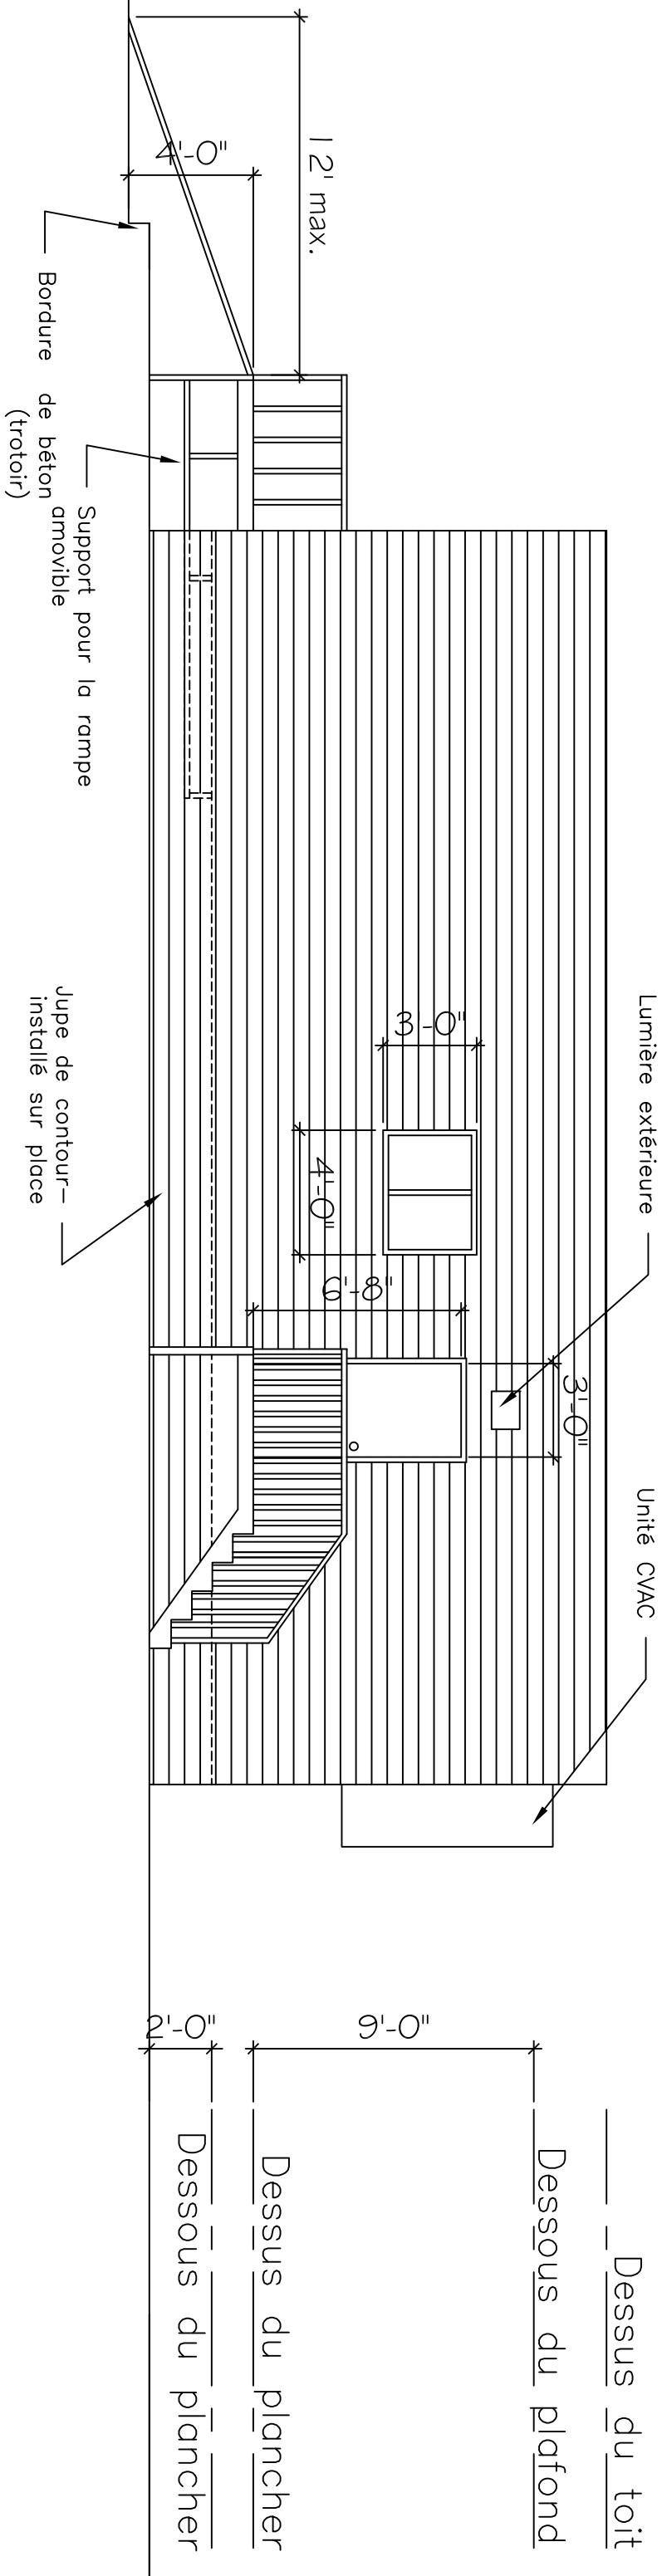 Lumière extérieure
Unité CVAC
Dessus du toit
Dessous du plafond
Dessus du plancher
Dessous du plancher
12' max.
4'-0"
3'-0"
4'-0"
6'-8"
3'-0"
9'-0"
2'-0"
Bordure de béton
(trotoir)
Support pour la rampe
amovible
Jupe de contour—
installé sur place